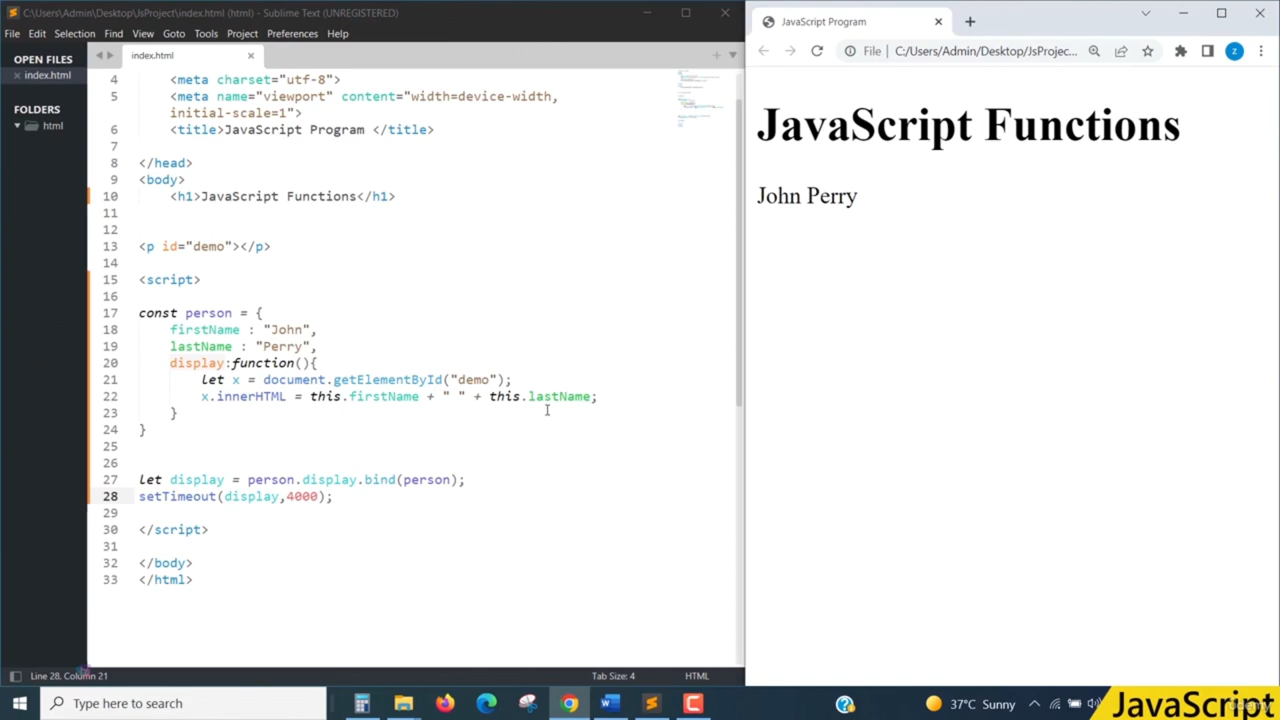 C:\Users\Admin\Desktop\JsProject\index.html (html) - Sublime Text (UNREGISTERED)
File Edit Selection Find View Goto Tools Project Preferences Help
OPEN FILES
index.html
FOLDERS
html
index.html
4 <meta charset="utf-8">
5 <meta name="viewport" content="width=device-width,
initial-scale=1">
6 <title>JavaScript Program </title>
7
8 </head>
9 <body>
10 <h1>JavaScript Functions</h1>
11
12
13 <p id="demo"></p>
14
15 <script>
16
17 const person = {
18 firstName : "John",
19 lastName : "Perry",
20 display:function(){
21 let x = document.getElementById("demo");
22 x.innerHTML = this.firstName + " " + this.lastName;
23 }
24 }
25
26
27 let display = person.display.bind(person);
28 setTimeout(display,4000);
29
30 </script>
31
32 </body>
33 </html>
Line 28, Column 21
Tab Size: 4
HTML
JavaScript Program
File C:/Users/Admin/Desktop/JsProjec...
z
JavaScript Functions
John Perry
Type here to search
37°C Sunny
JavaScript